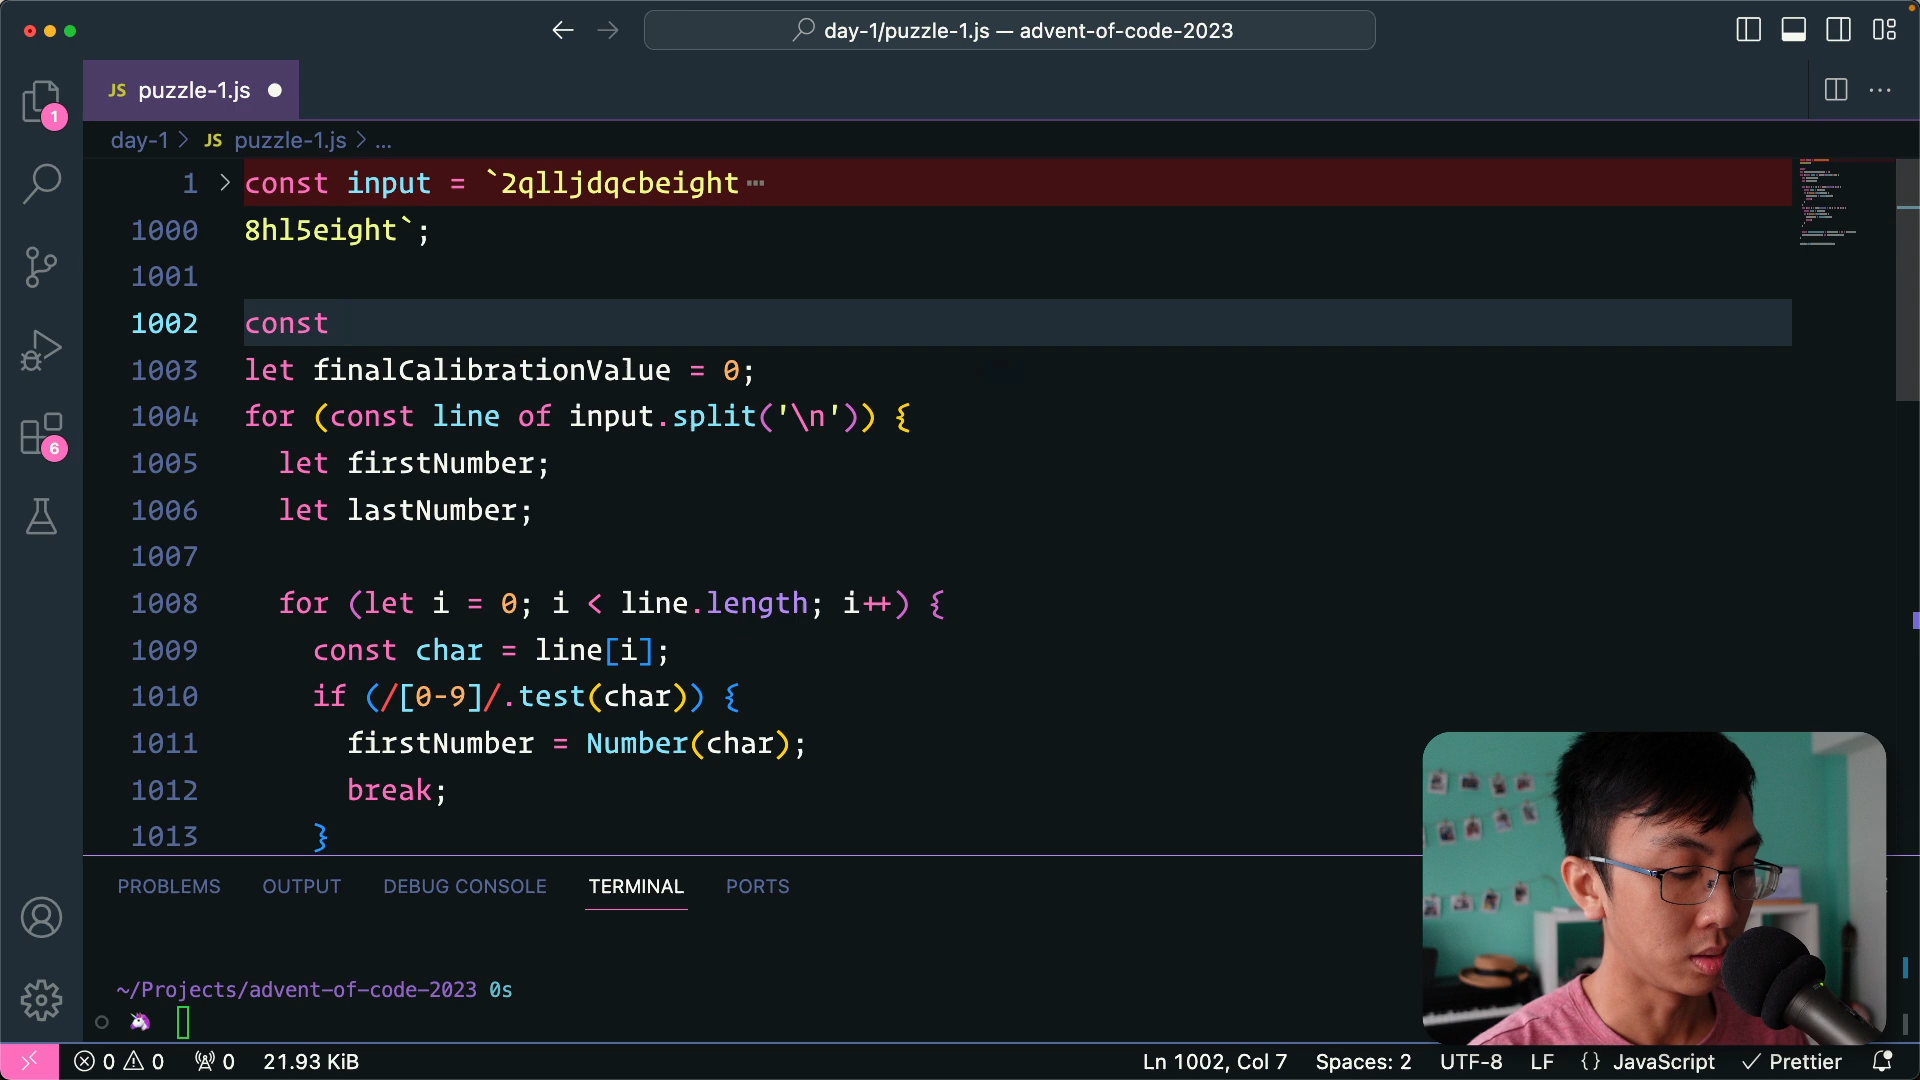 day-1/puzzle-1.js — advent-of-code-2023
JS puzzle-1.js
1
day-1 > JS puzzle-1.js > ...
1 const input = `2qlljdqcbeight
1000 8hl5eight`;
1001
1002 const
1003 let finalCalibrationValue = 0;
1004 for (const line of input.split('\n')) {
1005 let firstNumber;
1006 let lastNumber;
1007
1008 for (let i = 0; i < line.length; i++) {
1009 const char = line[i];
1010 if (/[0-9]/.test(char)) {
1011 firstNumber = Number(char);
1012 break;
1013 }
6
PROBLEMS OUTPUT DEBUG CONSOLE TERMINAL PORTS
~/Projects/advent-of-code-2023 0s
0 0 0 21.93 KiB Ln 1002, Col 7 Spaces: 2 UTF-8 LF {} JavaScript Prettier